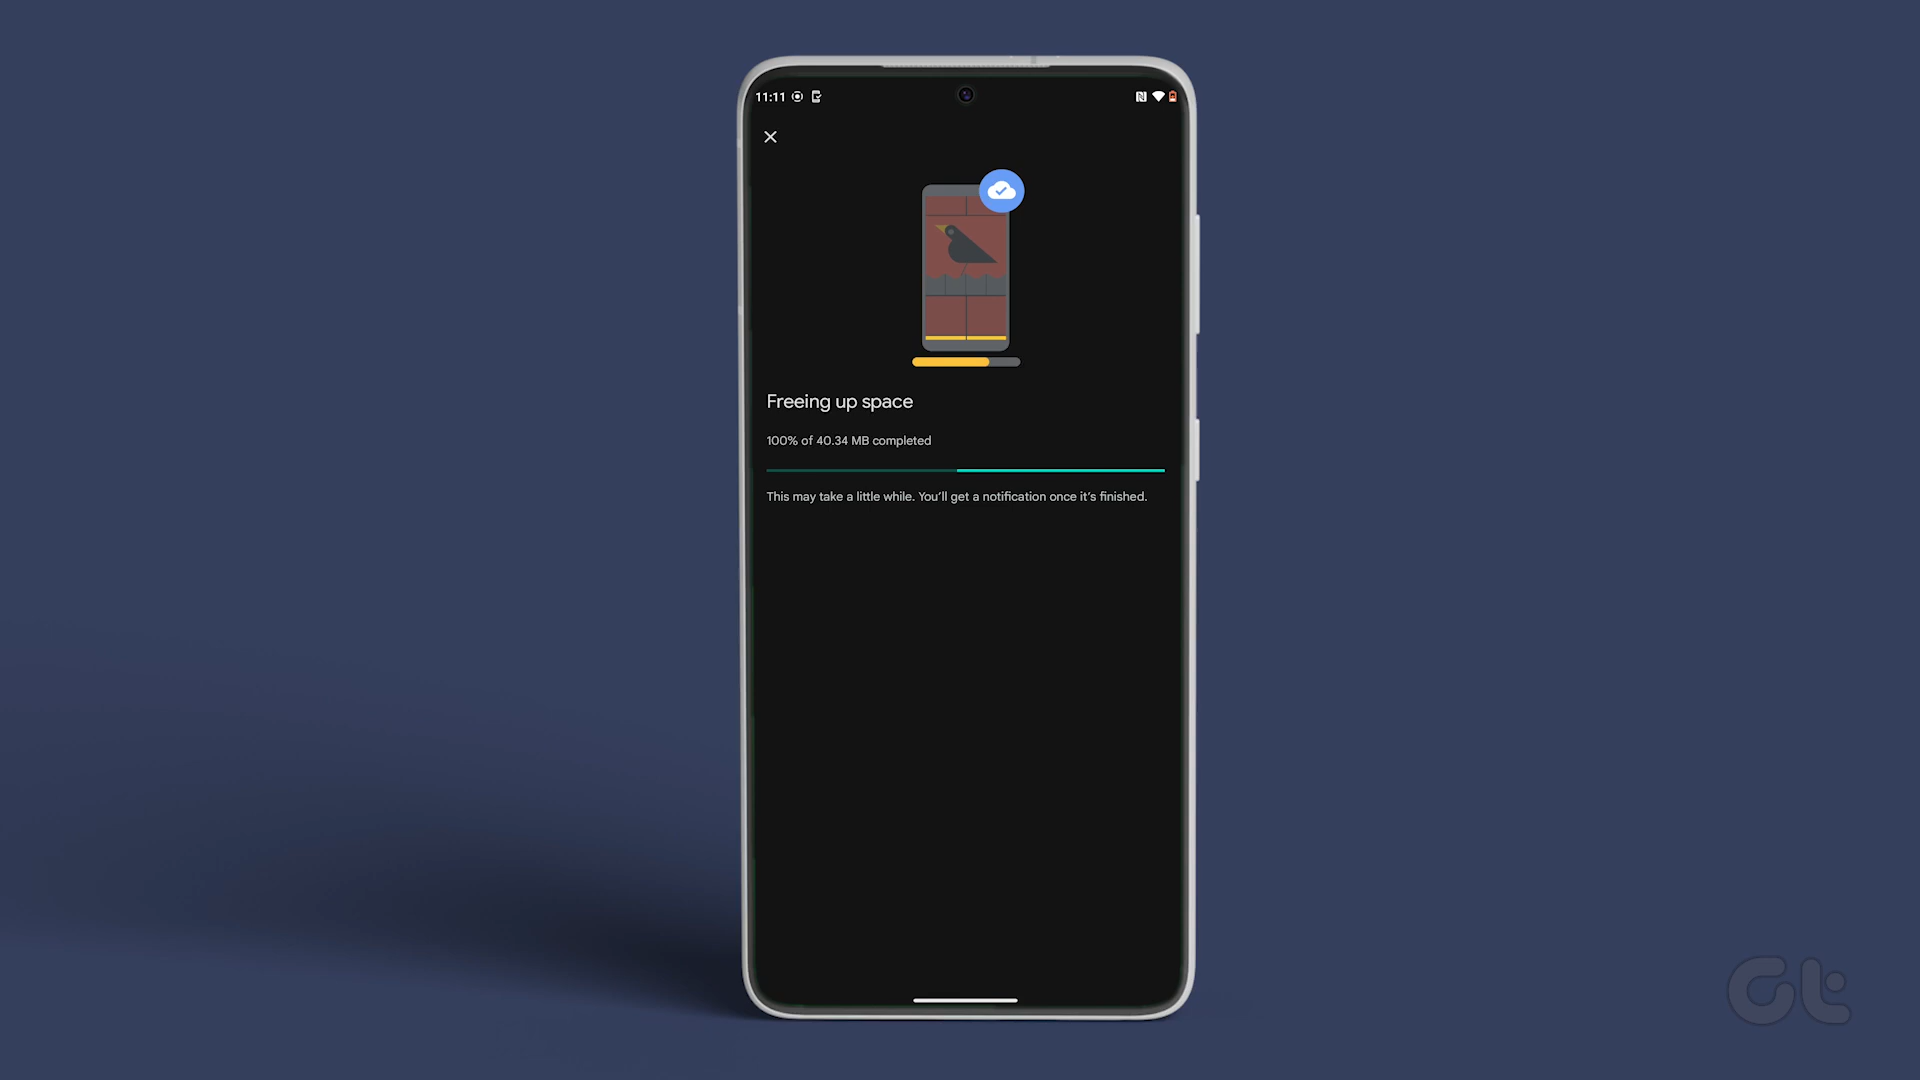 11:11
Freeing up space
100% of 40.34 MB completed
This may take a little while. You’ll get a notification once it’s finished.
Gt